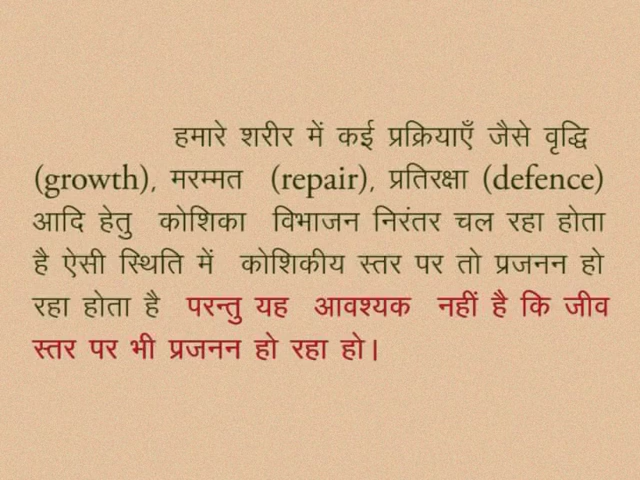 हमारे शरीर में कई प्रक्रियाएँ जैसे वृद्धि
(growth), मरम्मत (repair), प्रतिरक्षा (defence)
आदि हेतु कोशिका विभाजन निरंतर चल रहा होता
है ऐसी स्थिति में कोशिकीय स्तर पर तो प्रजनन हो
रहा होता है परन्तु यह आवश्यक नहीं है कि जीव
स्तर पर भी प्रजनन हो रहा हो।